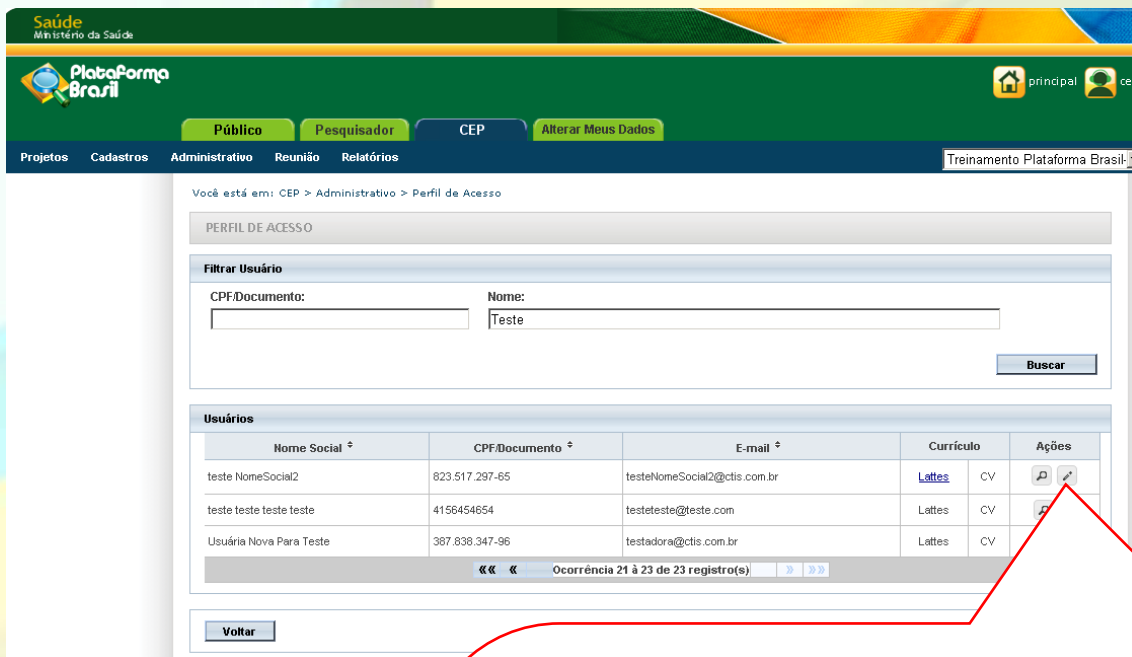 Saúde
Ministério da Saúde
Plataforma
Brasil
principal
Público Pesquisador CEP Alterar Meus Dados
Projetos Cadastros Administrativo Reunião Relatórios Treinamento Plataforma Brasil-
Você está em: CEP > Administrativo > Perfil de Acesso
PERFIL DE ACESSO
Filtrar Usuário
CPF/Documento: Nome:
Teste
Buscar
Usuários
Nome Social CPF/Documento E-mail Currículo Ações
teste NomeSocial2 823.517.297-65 testeNomeSocial2@ctis.com.br Lattes CV
teste teste teste teste 4156454654 testeteste@teste.com Lattes CV
Usuária Nova Para Teste 387.838.347-96 testadora@ctis.com.br Lattes CV
«« « Ocorrência 21 à 23 de 23 registro(s) » »»
Voltar